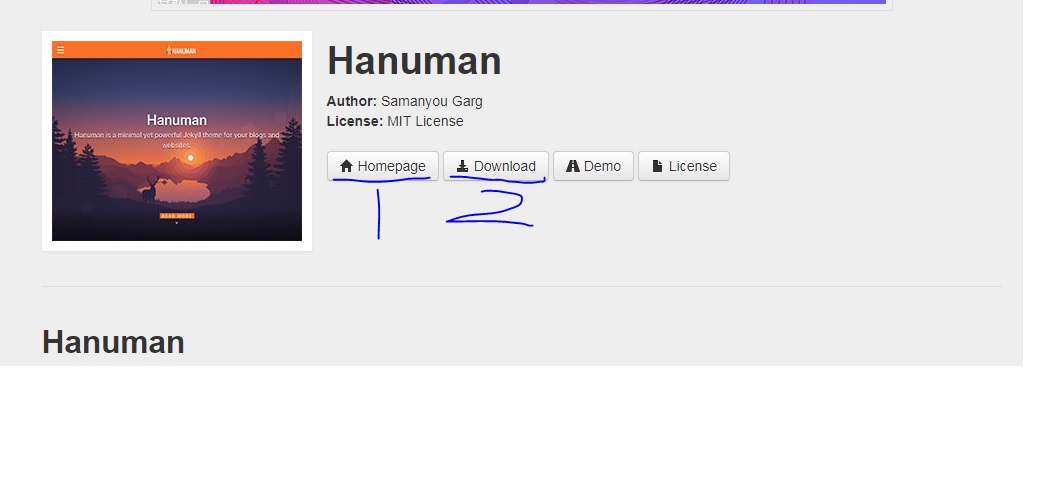 HANUMAN
Hanuman
Hanuman is a minimal yet powerful Jekyll theme for your blogs and
websites.
READ MORE
Hanuman
Author: Samanyou Garg
License: MIT License
Homepage Download Demo License
1 2
Hanuman